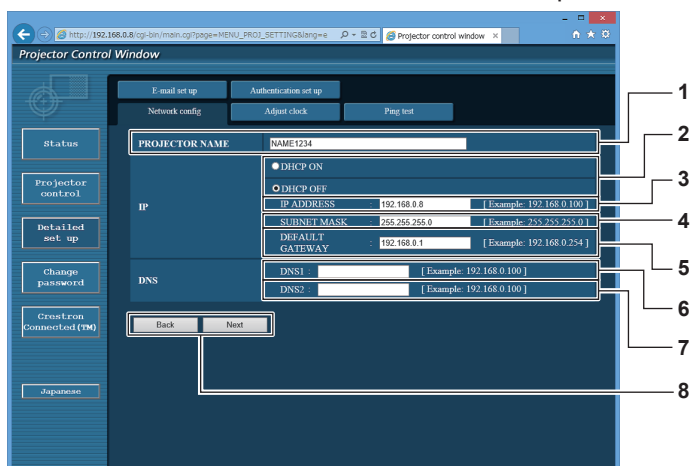 http://192.168.0.8/cgi-bin/main.cgi?page=MENU_PROJ_SETTING&lang=e
Projector control window
Projector Control Window
E-mail set up
Authentication set up
Network config
Adjust clock
Ping test
Status
Projector
control
Detailed
set up
Change
password
Crestron
Connected(TM)
Japanese
PROJECTOR NAME
NAME1234
IP
DHCP ON
DHCP OFF
IP ADDRESS : 192.168.0.8 [ Example: 192.168.0.100 ]
SUBNET MASK : 255.255.255.0 [ Example: 255.255.255.0 ]
DEFAULT
GATEWAY : 192.168.0.1 [ Example: 192.168.0.254 ]
DNS
DNS1 : [ Example: 192.168.0.100 ]
DNS2 : [ Example: 192.168.0.100 ]
Back
Next
1
2
3
4
5
6
7
8